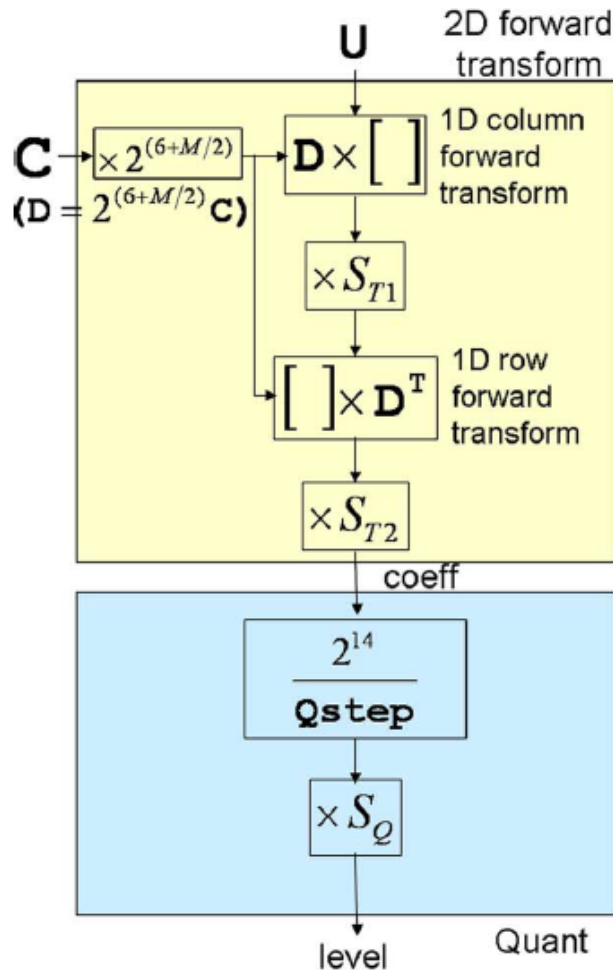 2D forward
transform
U
C
× 2^(6+M/2)
(D = 2^(6+M/2) C)
D × [ ]
1D column
forward
transform
× S_T1
[ ] × D^T
1D row
forward
transform
× S_T2
coeff
2^14
Qstep
× S_Q
level
Quant